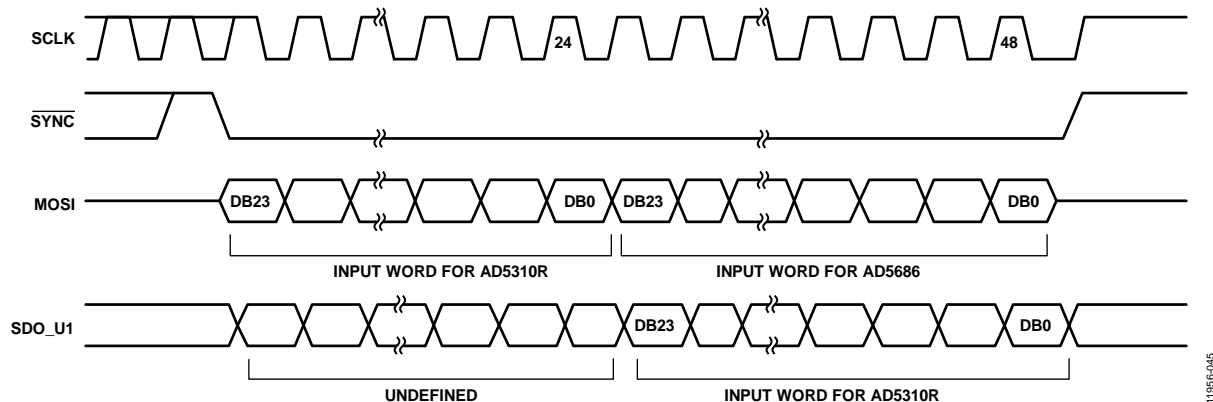 SCLK
24
48
SYNC
MOSI
DB23
DB0
DB23
DB0
INPUT WORD FOR AD5310R
INPUT WORD FOR AD5686
SDO_U1
DB23
DB0
UNDEFINED
INPUT WORD FOR AD5310R
11956-045